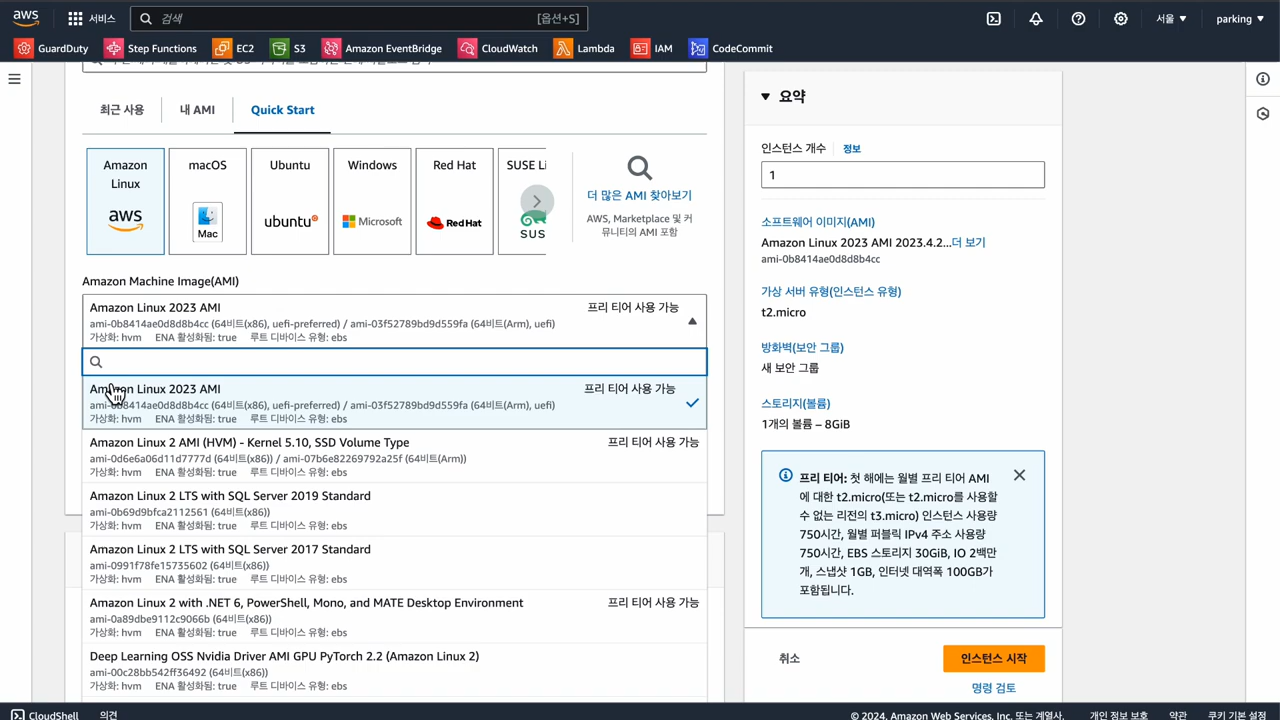 aws
서비스
검색
[옵션+S]
서울 ▼
parking ▼
GuardDuty
Step Functions
EC2
S3
Amazon EventBridge
CloudWatch
Lambda
IAM
CodeCommit
최근 사용
내 AMI
Quick Start
Amazon Linux
aws
macOS
Mac
Ubuntu
ubuntu
Windows
Microsoft
Red Hat
Red Hat
SUSE Li
SUS
더 많은 AMI 찾아보기
AWS, Marketplace 및 커
뮤니티의 AMI 포함
Amazon Machine Image(AMI)
Amazon Linux 2023 AMI
프리 티어 사용 가능
ami-0b8414ae0d8d8b4cc (64비트(x86), uefi-preferred) / ami-03f52789bd9d559fa (64비트(Arm), uefi)
가상화: hvm ENA 활성화됨: true 루트 디바이스 유형: ebs
Amazon Linux 2023 AMI
프리 티어 사용 가능
ami-0b8414ae0d8d8b4cc (64비트(x86), uefi-preferred) / ami-03f52789bd9d559fa (64비트(Arm), uefi)
가상화: hvm ENA 활성화됨: true 루트 디바이스 유형: ebs
Amazon Linux 2 AMI (HVM) - Kernel 5.10, SSD Volume Type
프리 티어 사용 가능
ami-0d6e6a06d11d7777d (64비트(x86)) / ami-07b6e82269792a25f (64비트(Arm))
가상화: hvm ENA 활성화됨: true 루트 디바이스 유형: ebs
Amazon Linux 2 LTS with SQL Server 2019 Standard
ami-0b69d9bfca2112561 (64비트(x86))
가상화: hvm ENA 활성화됨: true 루트 디바이스 유형: ebs
Amazon Linux 2 LTS with SQL Server 2017 Standard
ami-0991f78fe15735602 (64비트(x86))
가상화: hvm ENA 활성화됨: true 루트 디바이스 유형: ebs
Amazon Linux 2 with .NET 6, PowerShell, Mono, and MATE Desktop Environment
프리 티어 사용 가능
ami-0a89dbe9112c9066b (64비트(x86))
가상화: hvm ENA 활성화됨: true 루트 디바이스 유형: ebs
Deep Learning OSS Nvidia Driver AMI GPU PyTorch 2.2 (Amazon Linux 2)
ami-00c28bb542ff36492 (64비트(x86))
가상화: hvm ENA 활성화됨: true 루트 디바이스 유형: ebs
▼ 요약
인스턴스 개수 정보
1
소프트웨어 이미지(AMI)
Amazon Linux 2023 AMI 2023.4.2...더 보기
ami-0b8414ae0d8d8b4cc
가상 서버 유형(인스턴스 유형)
t2.micro
방화벽(보안 그룹)
새 보안 그룹
스토리지(볼륨)
1개의 볼륨 – 8GiB
프리 티어: 첫 해에는 월별 프리 티어 AMI
에 대한 t2.micro(또는 t2.micro를 사용할
수 없는 리전의 t3.micro) 인스턴스 사용량
750시간, 월별 퍼블릭 IPv4 주소 사용량
750시간, EBS 스토리지 30GiB, IO 2백만
개, 스냅샷 1GB, 인터넷 대역폭 100GB가
포함됩니다.
취소
인스턴스 시작
명령 검토
CloudShell
의견
© 2024, Amazon Web Services, Inc. 또는 계열사.
개인 정보 보호
약관
쿠키 기본 설정